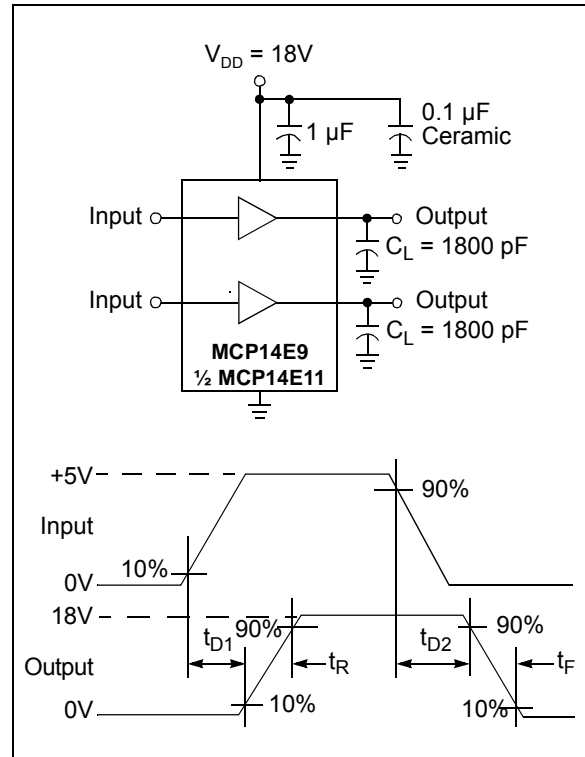 V_DD = 18V
1 µF
0.1 µF
Ceramic
Input
Output
C_L = 1800 pF
Input
Output
C_L = 1800 pF
MCP14E9
½ MCP14E11
+5V
90%
Input
10%
0V
18V
t_D1
90%
t_R
t_D2
90%
t_F
Output
10%
10%
0V